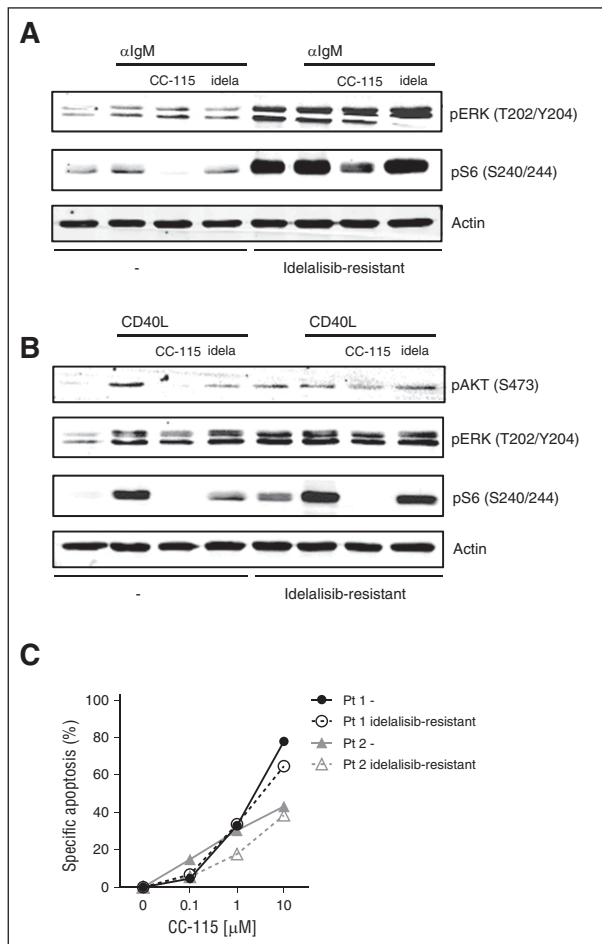 A
αIgM
αIgM
CC-115
idela
CC-115
idela
pERK (T202/Y204)
pS6 (S240/244)
Actin
-
Idelalisib-resistant
B
CD40L
CD40L
CC-115
idela
CC-115
idela
pAKT (S473)
pERK (T202/Y204)
pS6 (S240/244)
Actin
-
Idelalisib-resistant
C
Specific apoptosis (%)
100
80
60
40
20
0
0
0.1
1
10
CC-115 [μM]
Pt 1 -
Pt 1 idelalisib-resistant
Pt 2 -
Pt 2 idelalisib-resistant